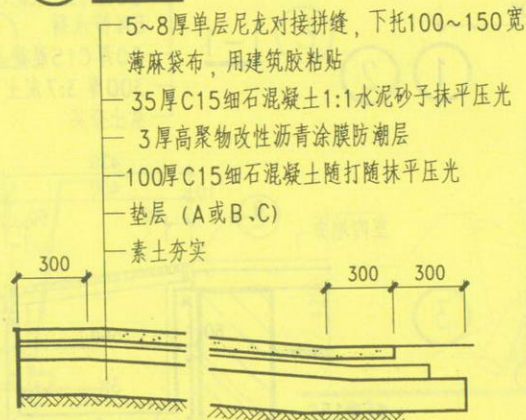 5~8厚单层尼龙对接拼缝,下托100~150宽
薄麻袋布,用建筑胶粘贴
35厚C15细石混凝土1:1水泥砂子抹平压光
3厚高聚物改性沥青涂膜防潮层
100厚C15细石混凝土随打随抹平压光
垫层(A或B、C)
素土夯实
300
300
300